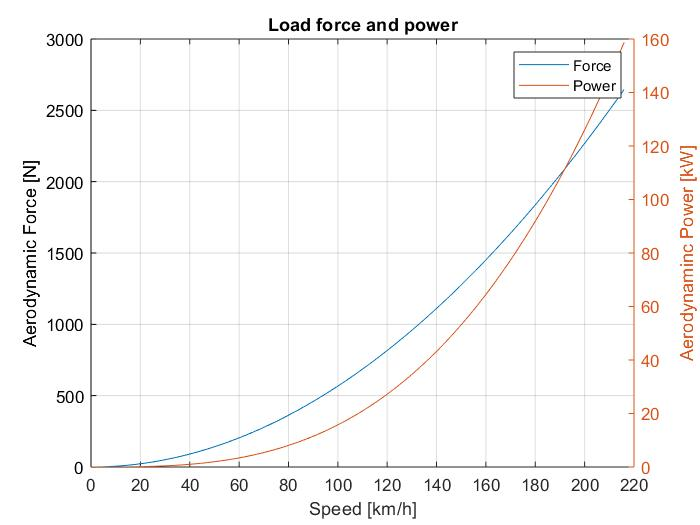 Load force and power
3000
2500
2000
1500
1000
500
0
Aerodynamic Force [N]
160
140
120
100
80
60
40
20
0
Aerodynaminc Power [kW]
Force
Power
0 20 40 60 80 100 120 140 160 180 200 220
Speed [km/h]